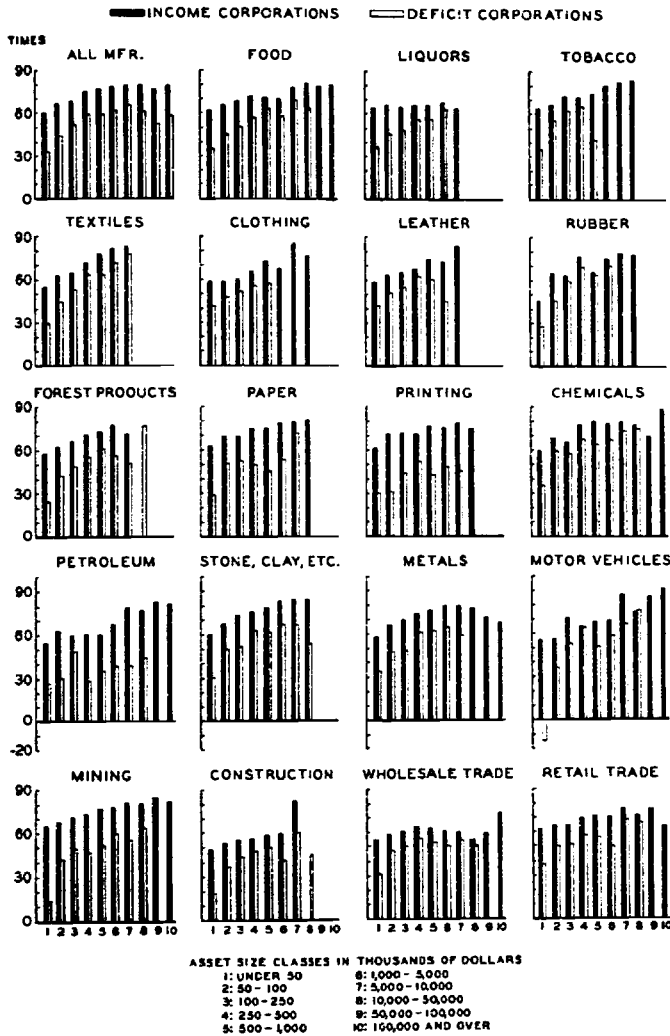 INCOME CORPORATIONS DEFICIT CORPORATIONS
TIMES
ALL MFR. FOOD LIQUORS TOBACCO
90
60
30
0
TEXTILES CLOTHING LEATHER RUBBER
90
60
30
0
FOREST PRODUCTS PAPER PRINTING CHEMICALS
90
60
30
0
PETROLEUM STONE, CLAY, ETC. METALS MOTOR VEHICLES
90
60
30
0
-20
MINING CONSTRUCTION WHOLESALE TRADE RETAIL TRADE
90
60
30
0
1 2 3 4 5 6 7 8 9 10 1 2 3 4 5 6 7 8 9 10 1 2 3 4 5 6 7 8 9 10 1 2 3 4 5 6 7 8 9 10
ASSET SIZE CLASSES IN THOUSANDS OF DOLLARS
1: UNDER 50 6: 1,000 - 5,000
2: 50 - 100 7: 5,000 - 10,000
3: 100 - 250 8: 10,000 - 50,000
4: 250 - 500 9: 50,000 - 100,000
5: 500 - 1,000 10: 100,000 AND OVER